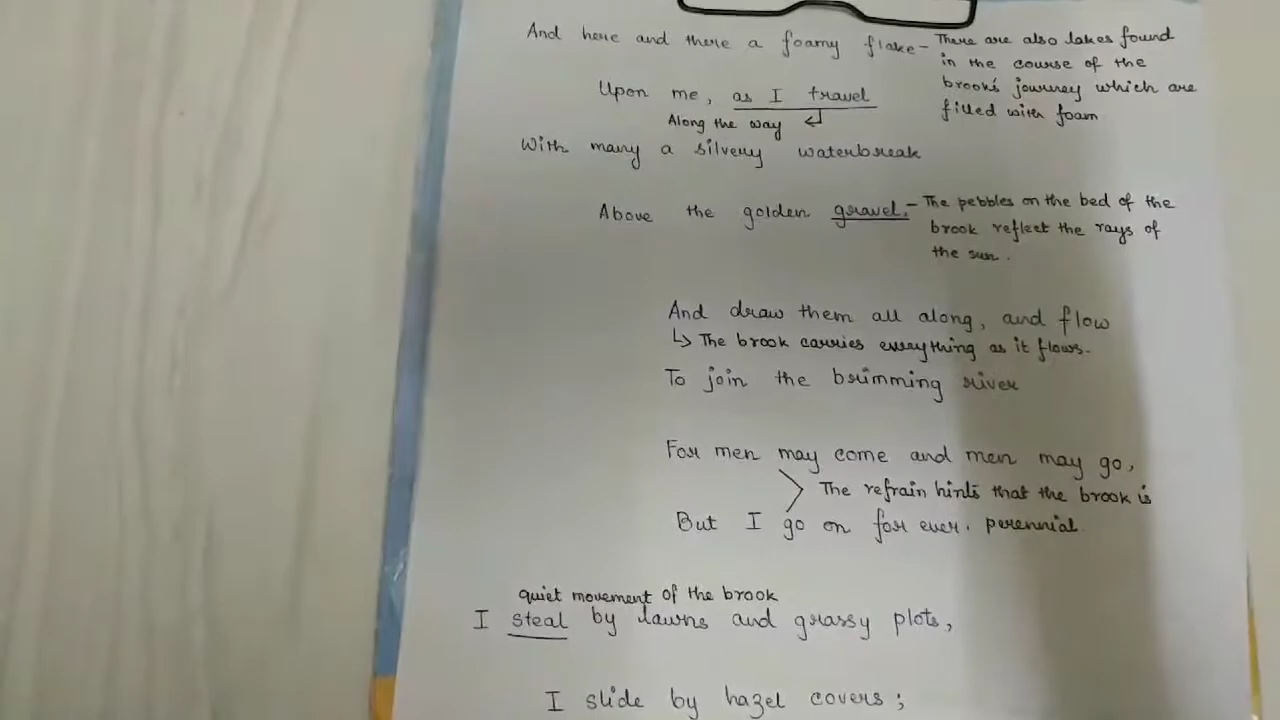 And here and there a foamy flake - There are also lakes found
in the course of the
brook's journey which are
filled with foam
Upon me, as I travel
Along the way
With many a silvery waterbreak
Above the golden gravel. - The pebbles on the bed of the
brook reflect the rays of
the sun.
And draw them all along, and flow
↳ The brook carries everything as it flows.
To join the brimming river
For men may come and men may go,
The refrain hints that the brook is
But I go on for ever. perennial.
quiet movement of the brook
I steal by lawns and grassy plots,
I slide by hazel covers;